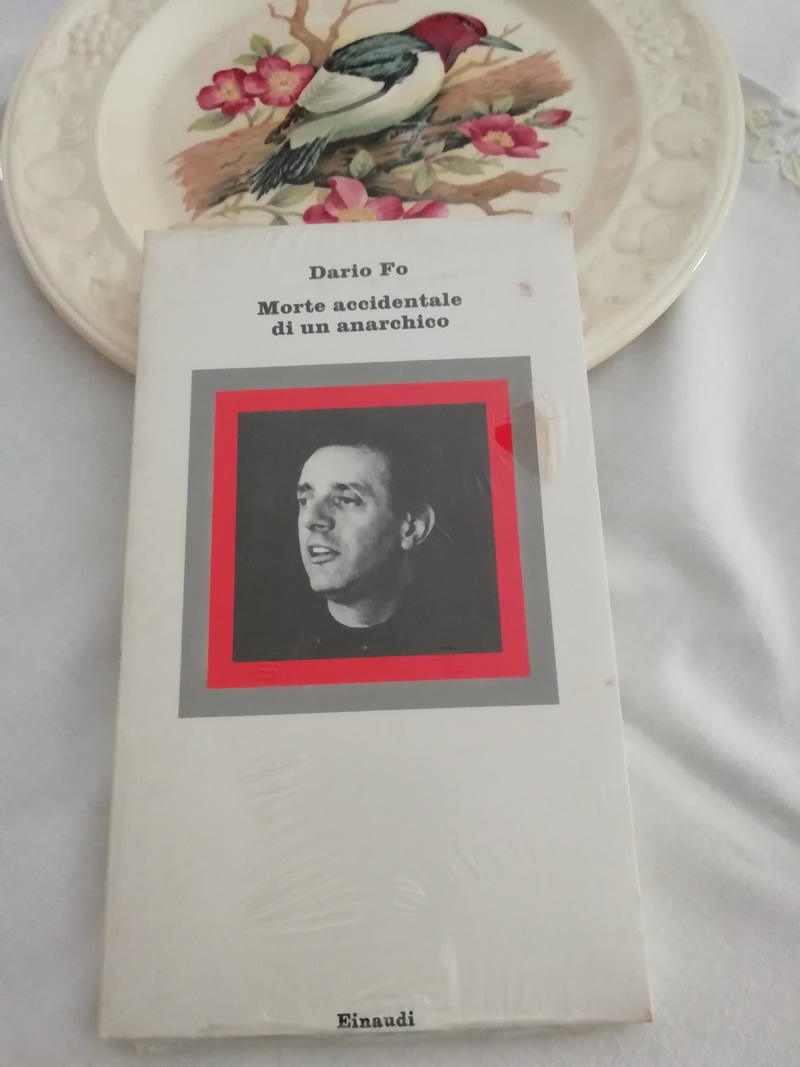 Dario Fo
Morte accidentale
di un anarchico
Einaudi